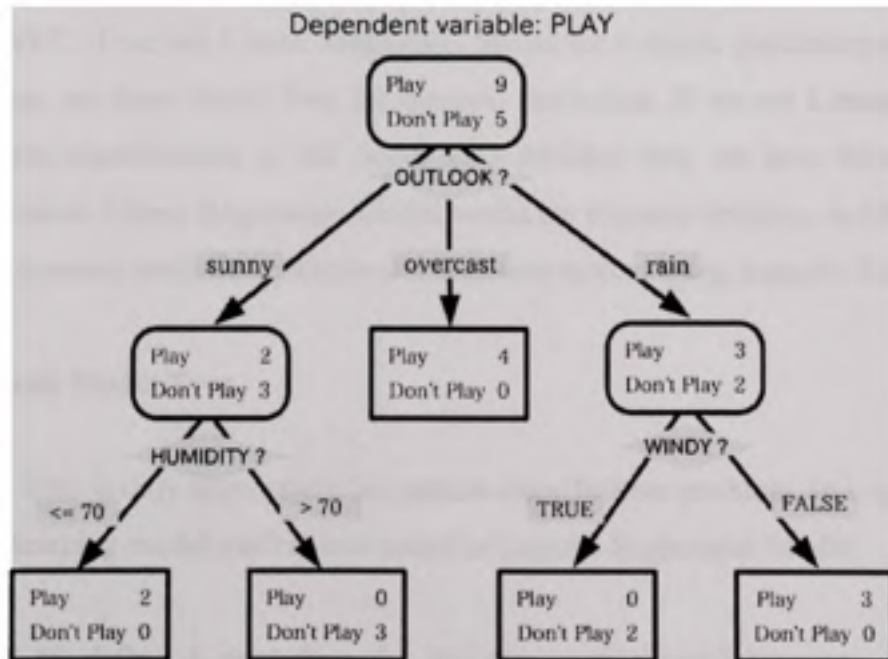 Dependent variable: PLAY
Play 9
Don't Play 5
OUTLOOK ?
sunny
overcast
rain
Play 2
Don't Play 3
Play 4
Don't Play 0
Play 3
Don't Play 2
HUMIDITY ?
WINDY ?
<= 70
> 70
TRUE
FALSE
Play 2
Don't Play 0
Play 0
Don't Play 3
Play 0
Don't Play 2
Play 3
Don't Play 0